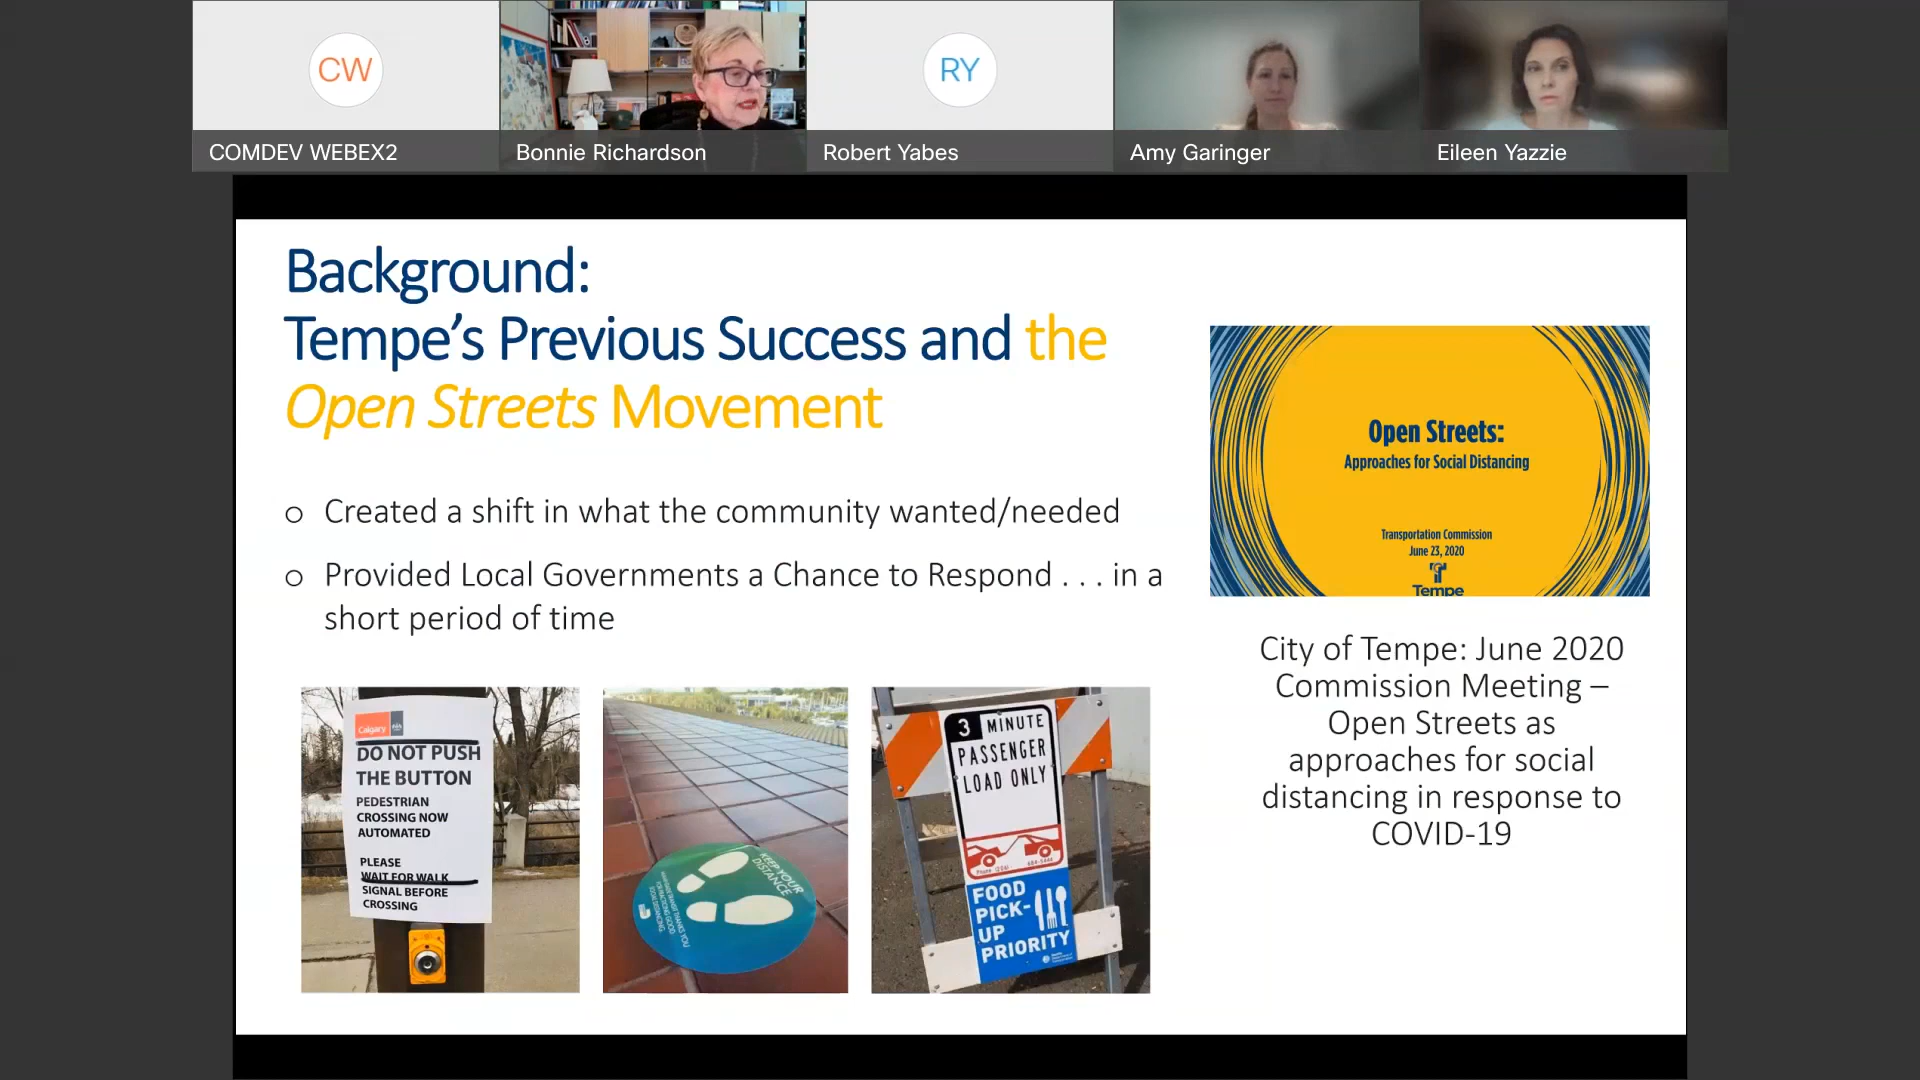 CW
RY
COMDEV WEBEX2
Bonnie Richardson
Robert Yabes
Amy Garinger
Eileen Yazzie
Background:
Tempe’s Previous Success and the
Open Streets Movement
o Created a shift in what the community wanted/needed
o Provided Local Governments a Chance to Respond . . . in a
short period of time
Open Streets:
Approaches for Social Distancing
Transportation Commission
June 23, 2020
Tempe
City of Tempe: June 2020
Commission Meeting –
Open Streets as
approaches for social
distancing in response to
COVID-19
Calgary
DO NOT PUSH
THE BUTTON
PEDESTRIAN
CROSSING NOW
AUTOMATED
PLEASE
WAIT FOR WALK
SIGNAL BEFORE
CROSSING
KEEP YOUR
DISTANCE
3 MINUTE
PASSENGER
LOAD ONLY
FOOD
PICK-
UP
PRIORITY